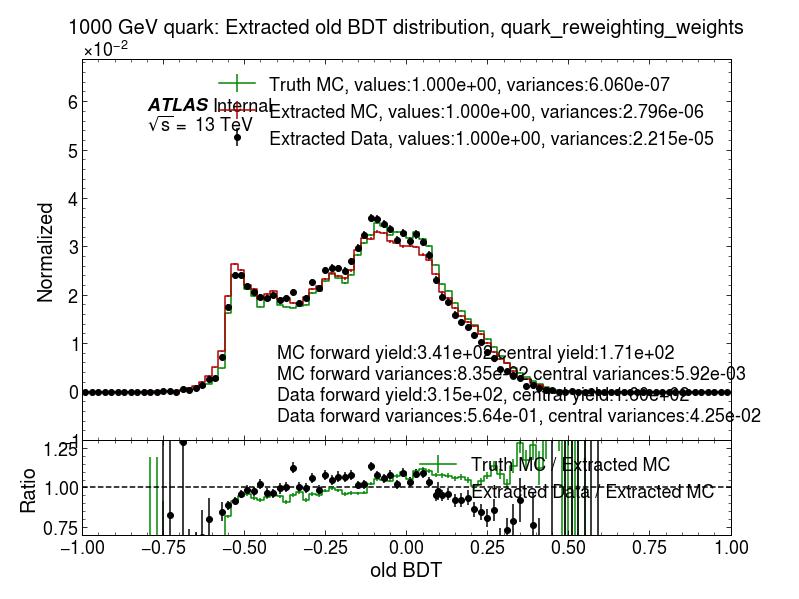 1000 GeV quark: Extracted old BDT distribution, quark_reweighting_weights
×10−2
Truth MC, values:1.000e+00, variances:6.060e-07
ATLAS Internal
Extracted MC, values:1.000e+00, variances:2.796e-06
√s = 13 TeV
Extracted Data, values:1.000e+00, variances:2.215e-05
6
5
4
3
2
1
0
1
Normalized
MC forward yield:3.41e+02, central yield:1.71e+02
MC forward variances:8.35e-02, central variances:5.92e-03
Data forward yield:3.15e+02, central yield:1.60e+02
Data forward variances:5.64e-01, central variances:4.25e-02
1.25
1.00
0.75
Ratio
Truth MC / Extracted MC
Extracted Data / Extracted MC
−1.00 −0.75 −0.50 −0.25 0.00 0.25 0.50 0.75 1.00
old BDT